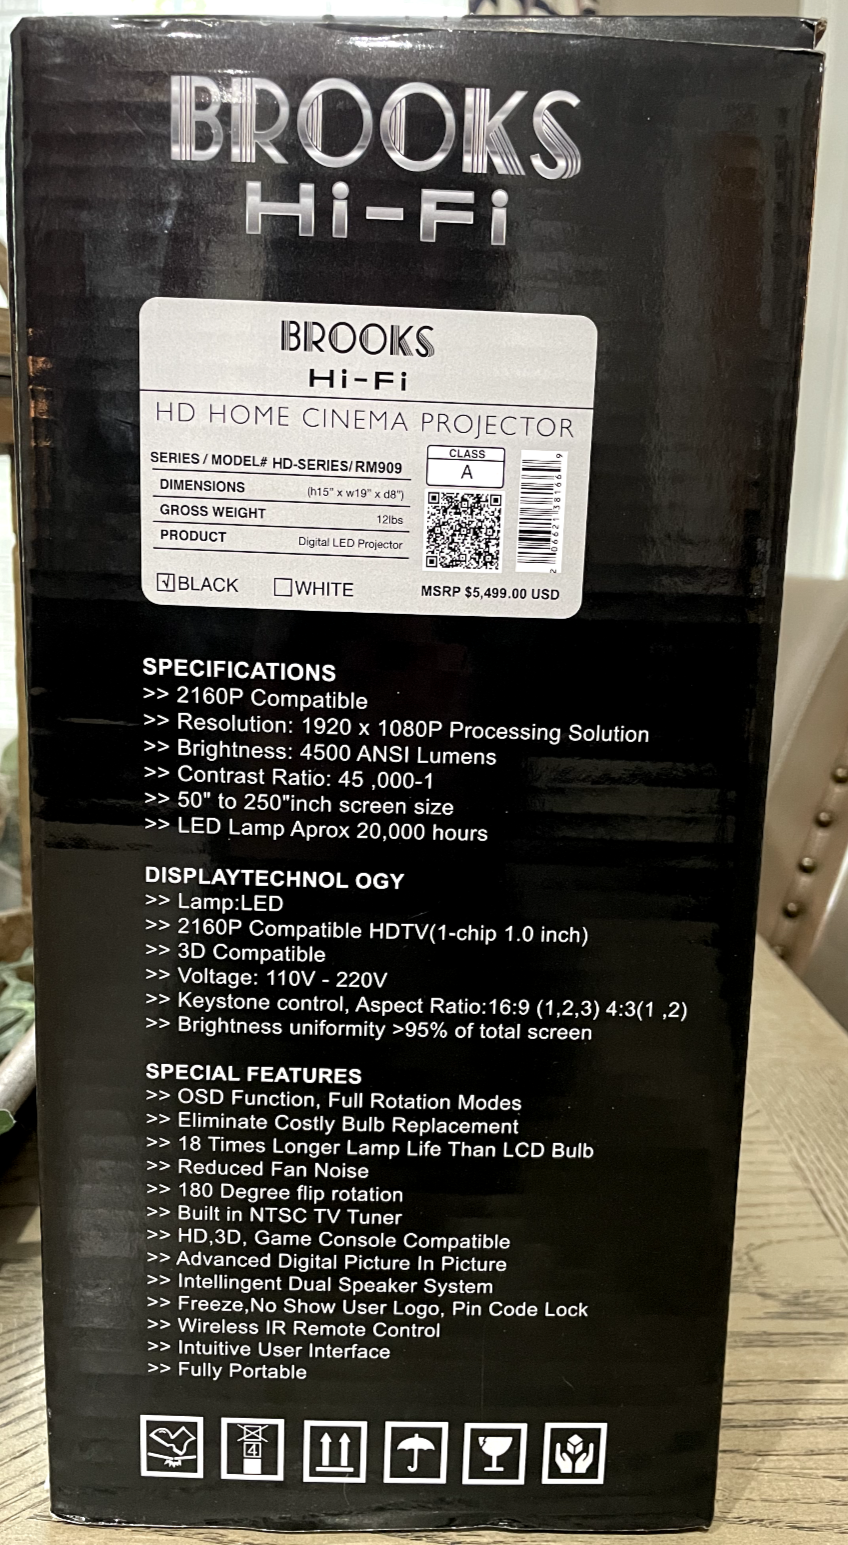 BROOKS
Hi-Fi
BROOKS
Hi-Fi
HD HOME CINEMA PROJECTOR
SERIES / MODEL# HD-SERIES/RM909
DIMENSIONS (h15" x w19" x d8")
GROSS WEIGHT 12lbs
PRODUCT Digital LED Projector
CLASS
A
2 06621 38166 9
☑BLACK ☐WHITE
MSRP $5,499.00 USD
SPECIFICATIONS
>> 2160P Compatible
>> Resolution: 1920 x 1080P Processing Solution
>> Brightness: 4500 ANSI Lumens
>> Contrast Ratio: 45 ,000-1
>> 50" to 250"inch screen size
>> LED Lamp Aprox 20,000 hours
DISPLAYTECHNOL OGY
>> Lamp:LED
>> 2160P Compatible HDTV(1-chip 1.0 inch)
>> 3D Compatible
>> Voltage: 110V - 220V
>> Keystone control, Aspect Ratio:16:9 (1,2,3) 4:3(1 ,2)
>> Brightness uniformity >95% of total screen
SPECIAL FEATURES
>> OSD Function, Full Rotation Modes
>> Eliminate Costly Bulb Replacement
>> 18 Times Longer Lamp Life Than LCD Bulb
>> Reduced Fan Noise
>> 180 Degree flip rotation
>> Built in NTSC TV Tuner
>> HD,3D, Game Console Compatible
>> Advanced Digital Picture In Picture
>> Intellingent Dual Speaker System
>> Freeze,No Show User Logo, Pin Code Lock
>> Wireless IR Remote Control
>> Intuitive User Interface
>> Fully Portable
4